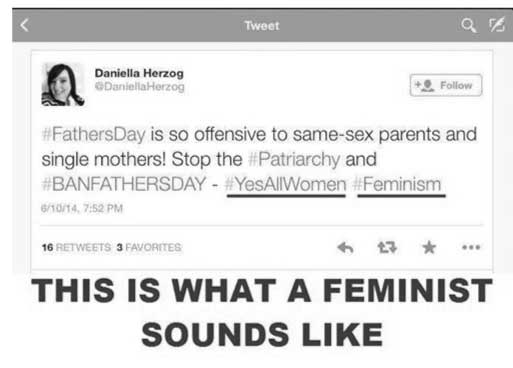 Tweet
Daniella Herzog
@DaniellaHerzog
Follow
#FathersDay is so offensive to same-sex parents and
single mothers! Stop the #Patriarchy and
#BANFATHERSDAY - #YesAllWomen #Feminism
6/10/14, 7:52 PM
16 RETWEETS 3 FAVORITES
THIS IS WHAT A FEMINIST
SOUNDS LIKE